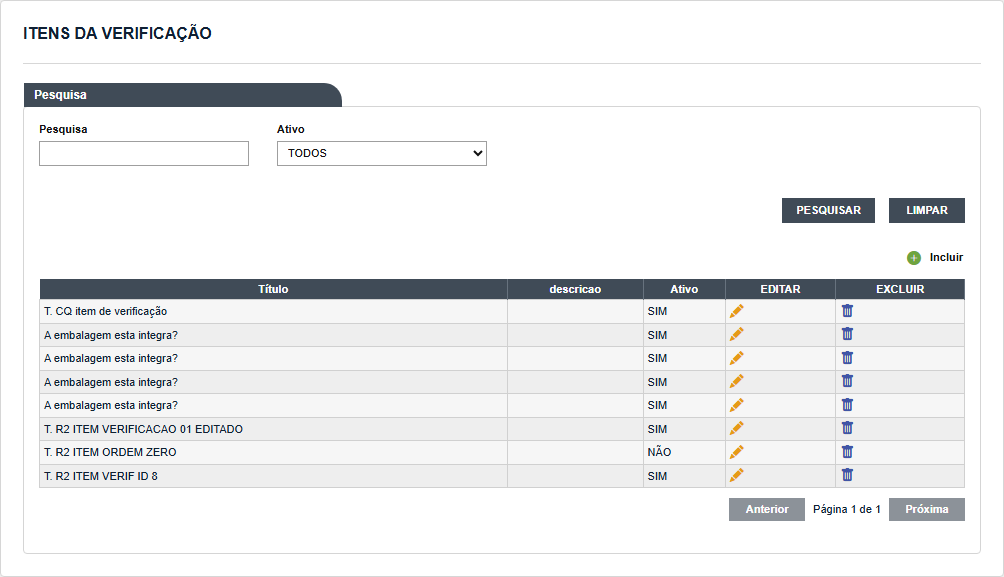 ITENS DA VERIFICAÇÃO
Pesquisa
Pesquisa Ativo
TODOS
PESQUISAR LIMPAR
Incluir
Título descricao Ativo EDITAR EXCLUIR
T. CQ item de verificação SIM
A embalagem esta integra? SIM
A embalagem esta integra? SIM
A embalagem esta integra? SIM
A embalagem esta integra? SIM
T. R2 ITEM VERIFICACAO 01 EDITADO SIM
T. R2 ITEM ORDEM ZERO NÃO
T. R2 ITEM VERIF ID 8 SIM
Anterior Página 1 de 1 Próxima